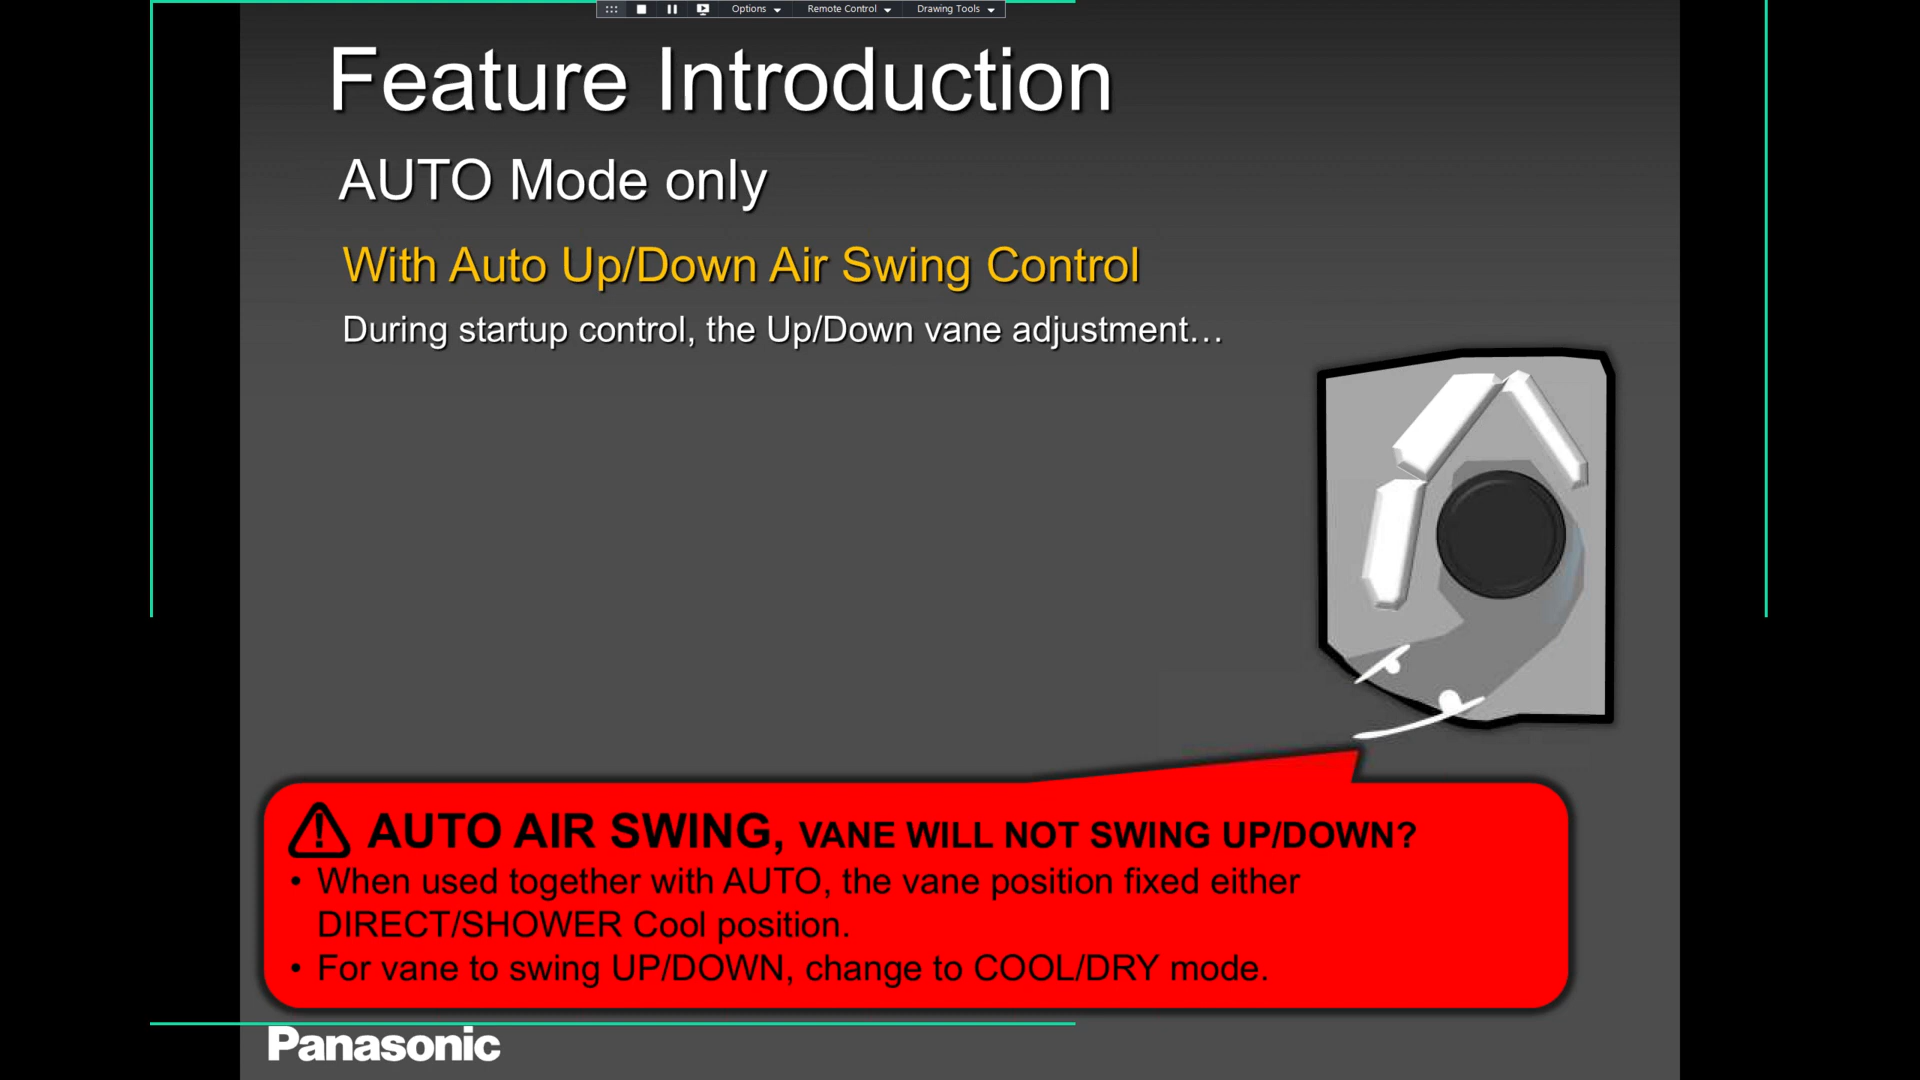 Options
Remote Control
Drawing Tools
Feature Introduction
AUTO Mode only
With Auto Up/Down Air Swing Control
During startup control, the Up/Down vane adjustment…
AUTO AIR SWING, VANE WILL NOT SWING UP/DOWN?
• When used together with AUTO, the vane position fixed either
DIRECT/SHOWER Cool position.
• For vane to swing UP/DOWN, change to COOL/DRY mode.
Panasonic